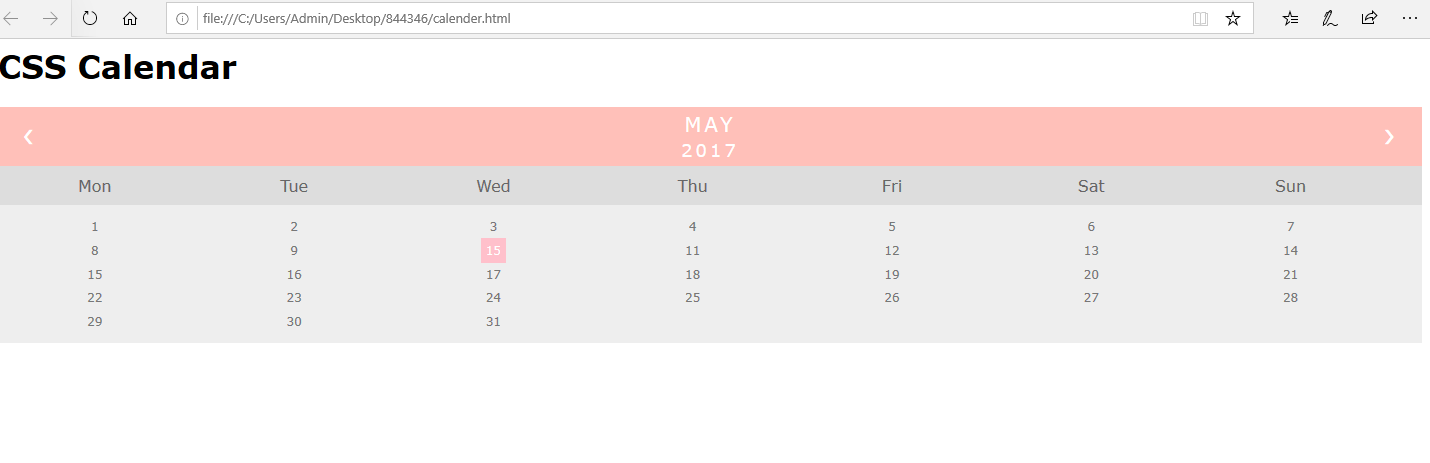 file:///C:/Users/Admin/Desktop/844346/calender.html
CSS Calendar
❮ MAY ❯
2017
Mon Tue Wed Thu Fri Sat Sun
1 2 3 4 5 6 7
8 9 15 11 12 13 14
15 16 17 18 19 20 21
22 23 24 25 26 27 28
29 30 31